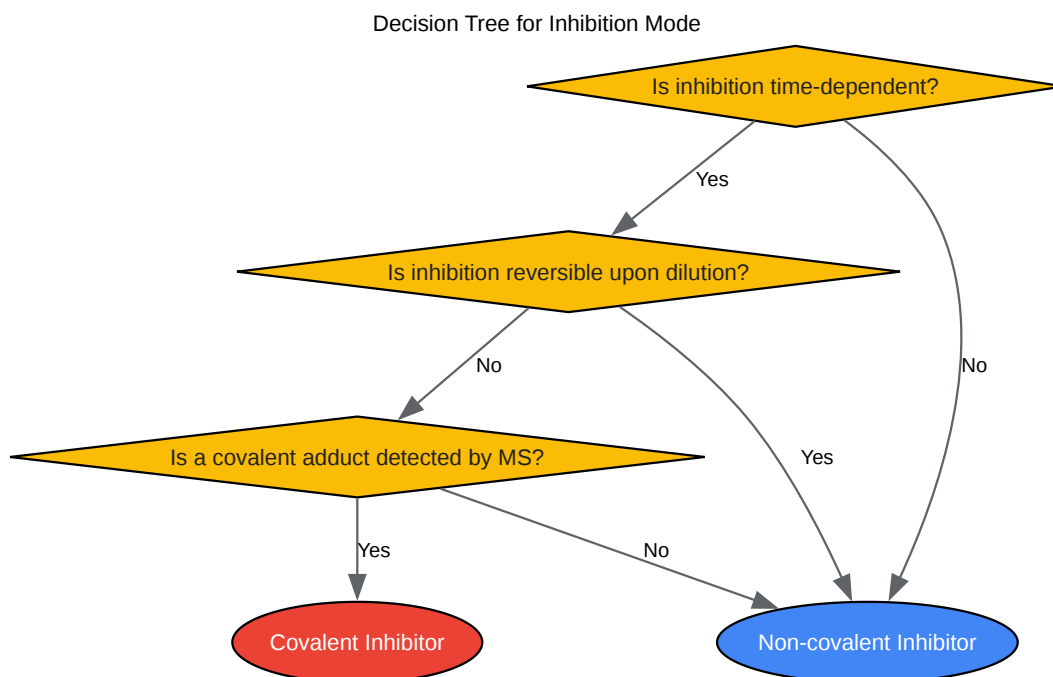 Decision Tree for Inhibition Mode
Is inhibition time-dependent?
Yes
Is inhibition reversible upon dilution?
No
No
Is a covalent adduct detected by MS?
Yes
Yes
No
Covalent Inhibitor
Non-covalent Inhibitor